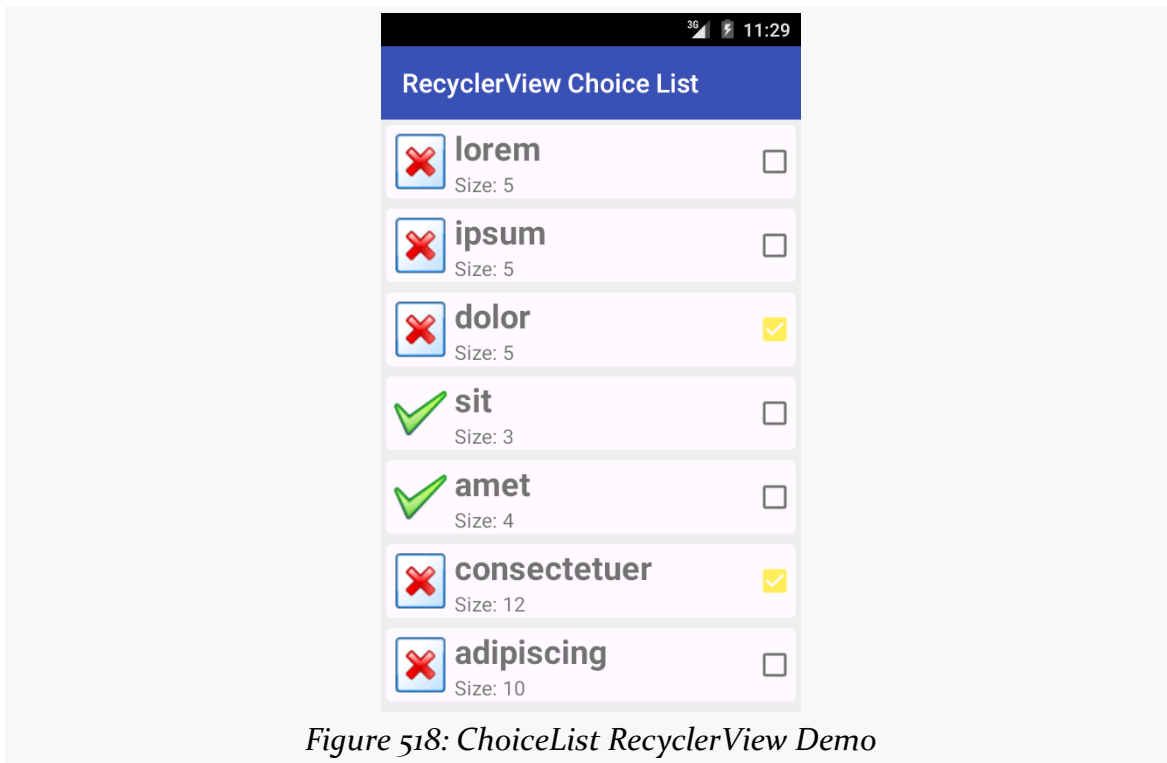 3G 11:29
RecyclerView Choice List
lorem
Size: 5
ipsum
Size: 5
dolor
Size: 5
sit
Size: 3
amet
Size: 4
consectetuer
Size: 12
adipiscing
Size: 10
Figure 518: ChoiceList RecyclerView Demo